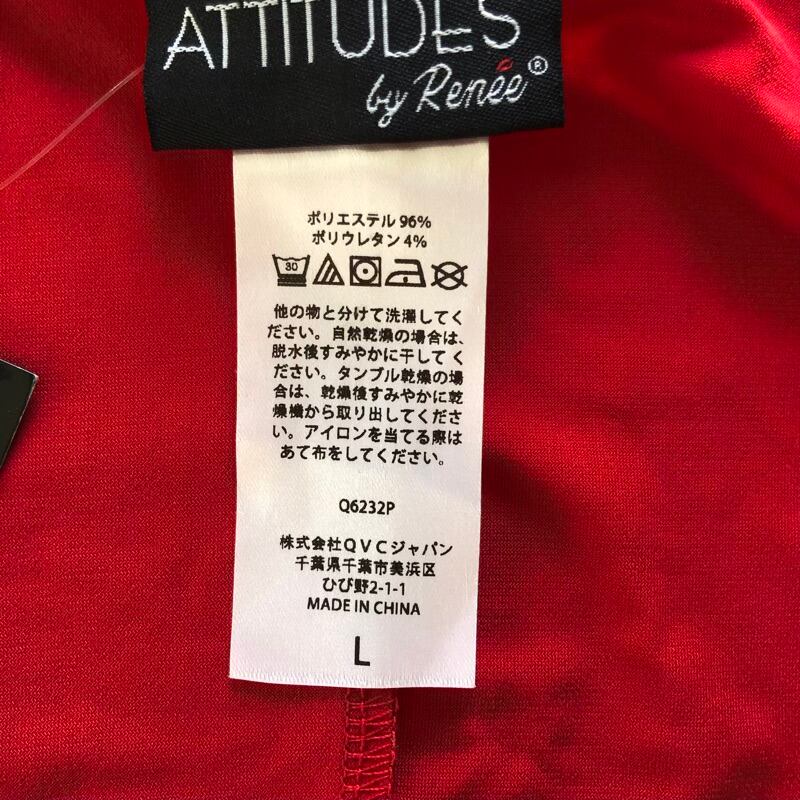 ATTITUDES
by Renée®
ポリエステル 96%
ポリウレタン 4%
30
他の物と分けて洗濯してく
ださい。自然乾燥の場合は、
脱水後すみやかに干してく
ださい。タンブル乾燥の場
合は、乾燥後すみやかに乾
燥機から取り出してくださ
い。アイロンを当てる際は
あて布をしてください。
Q6232P
株式会社QVCジャパン
千葉県千葉市美浜区
ひび野2-1-1
MADE IN CHINA
L